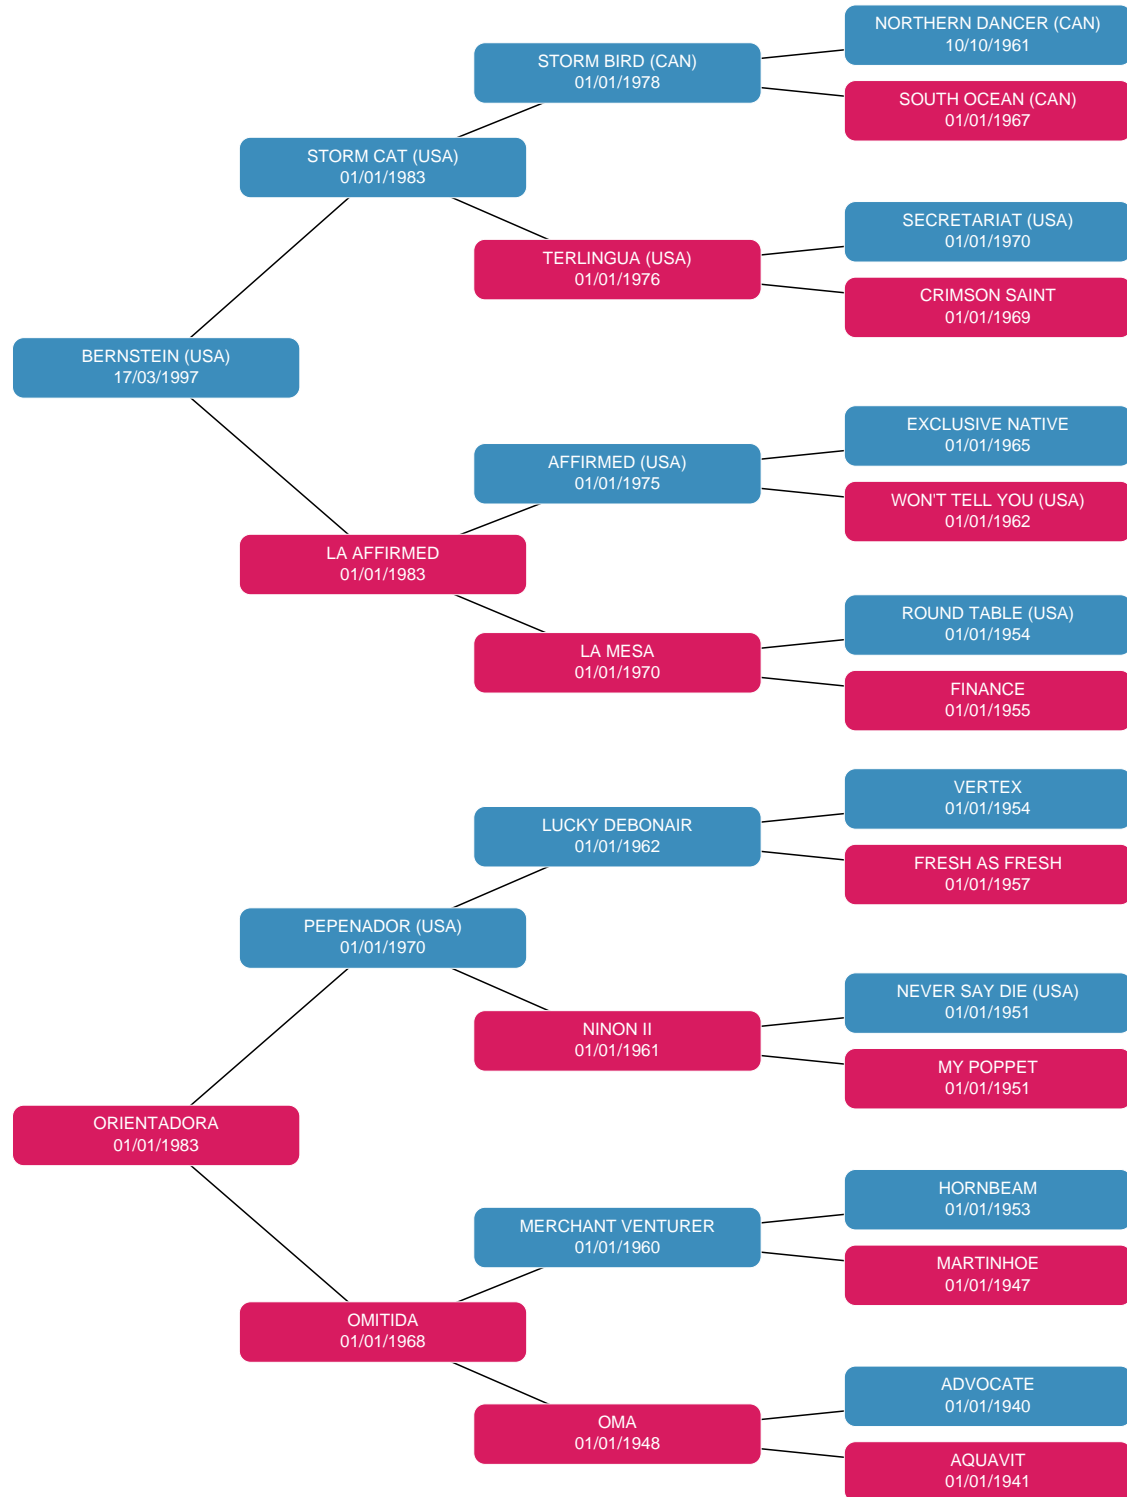 NORTHERN DANCER (CAN)
10/10/1961
STORM BIRD (CAN)
01/01/1978
SOUTH OCEAN (CAN)
01/01/1967
STORM CAT (USA)
01/01/1983
SECRETARIAT (USA)
01/01/1970
TERLINGUA (USA)
01/01/1976
CRIMSON SAINT
01/01/1969
BERNSTEIN (USA)
17/03/1997
EXCLUSIVE NATIVE
01/01/1965
AFFIRMED (USA)
01/01/1975
WON'T TELL YOU (USA)
01/01/1962
LA AFFIRMED
01/01/1983
ROUND TABLE (USA)
01/01/1954
LA MESA
01/01/1970
FINANCE
01/01/1955
VERTEX
01/01/1954
LUCKY DEBONAIR
01/01/1962
FRESH AS FRESH
01/01/1957
PEPENADOR (USA)
01/01/1970
NEVER SAY DIE (USA)
01/01/1951
NINON II
01/01/1961
MY POPPET
01/01/1951
ORIENTADORA
01/01/1983
HORNBEAM
01/01/1953
MERCHANT VENTURER
01/01/1960
MARTINHOE
01/01/1947
OMITIDA
01/01/1968
ADVOCATE
01/01/1940
OMA
01/01/1948
AQUAVIT
01/01/1941